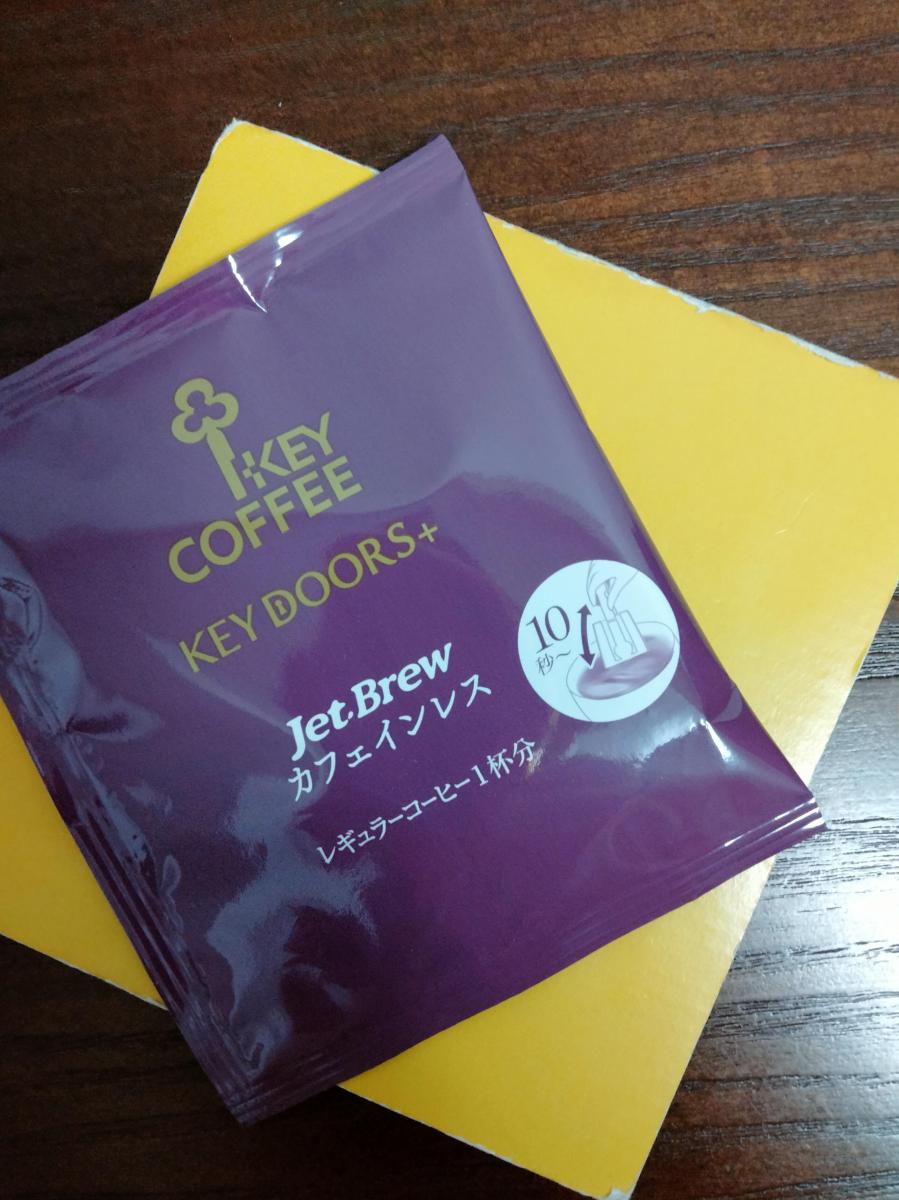 KEY
COFFEE
KEY DOORS+
Jet Brew
カフェインレス
レギュラーコーヒー1杯分
10
秒～